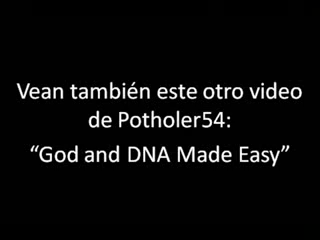 Vean también este otro video
de Potholer54:
“God and DNA Made Easy”